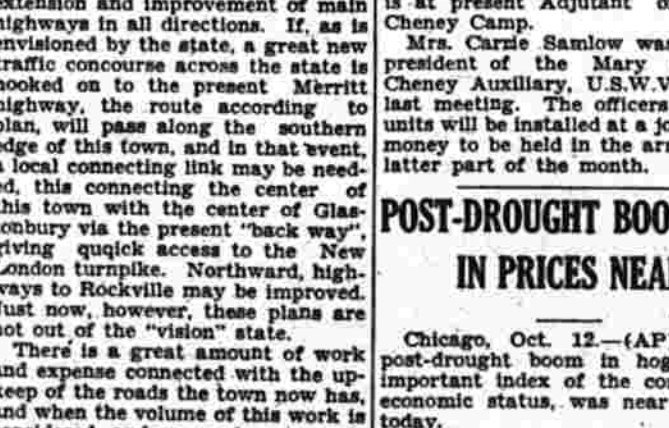 extension and improvement of main
highways in all directions. If, as is
envisioned by the state, a great new
traffic concourse across the state is
hooked on to the present Merritt
highway, the route according to
plan, will pass along the southern
edge of this town, and in that event,
a local connecting link may be need-
ed, this connecting the center of
this town with the center of Glas-
tonbury via the present "back way",
giving quqick access to the New
London turnpike. Northward, high-
ways to Rockville may be improved.
Just now, however, these plans are
not out of the "vision" state.
There is a great amount of work
and expense connected with the up-
keep of the roads the town now has,
and when the volume of this work is
is at present Adjutant
Cheney Camp.
Mrs. Carrie Samlow wa
president of the Mary
Cheney Auxiliary, U.S.W.V
last meeting. The officers
units will be installed at a jo
money to be held in the ar
latter part of the month.
POST-DROUGHT BOO
IN PRICES NEA
Chicago, Oct. 12.—(AP
post-drought boom in hog
important index of the co
economic status, was near
today.